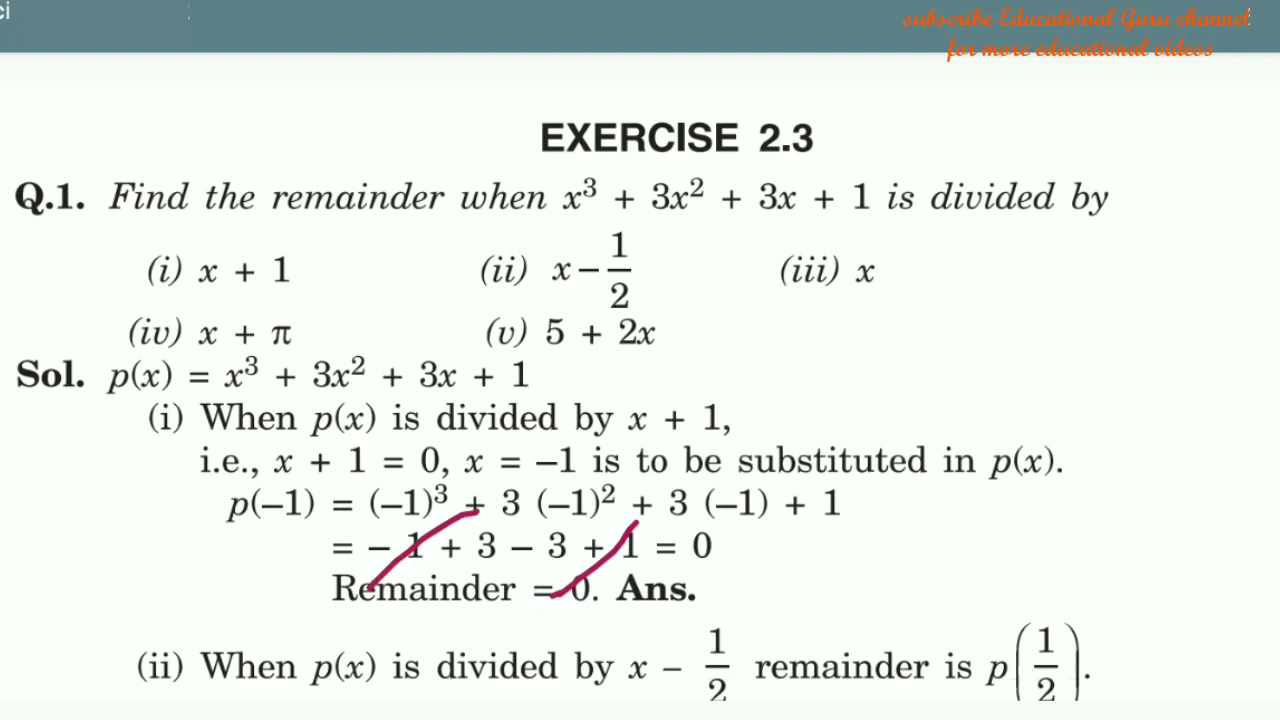 ci
subscribe Educational Guru channel
for more educational videos
EXERCISE 2.3
Q.1. Find the remainder when x³ + 3x² + 3x + 1 is divided by
(i) x + 1 (ii) x – 1/2 (iii) x
(iv) x + π (v) 5 + 2x
Sol. p(x) = x³ + 3x² + 3x + 1
(i) When p(x) is divided by x + 1,
i.e., x + 1 = 0, x = –1 is to be substituted in p(x).
p(–1) = (–1)³ + 3 (–1)² + 3 (–1) + 1
= – 1 + 3 – 3 + 1 = 0
Remainder = 0. Ans.
(ii) When p(x) is divided by x – 1/2 remainder is p(1/2).